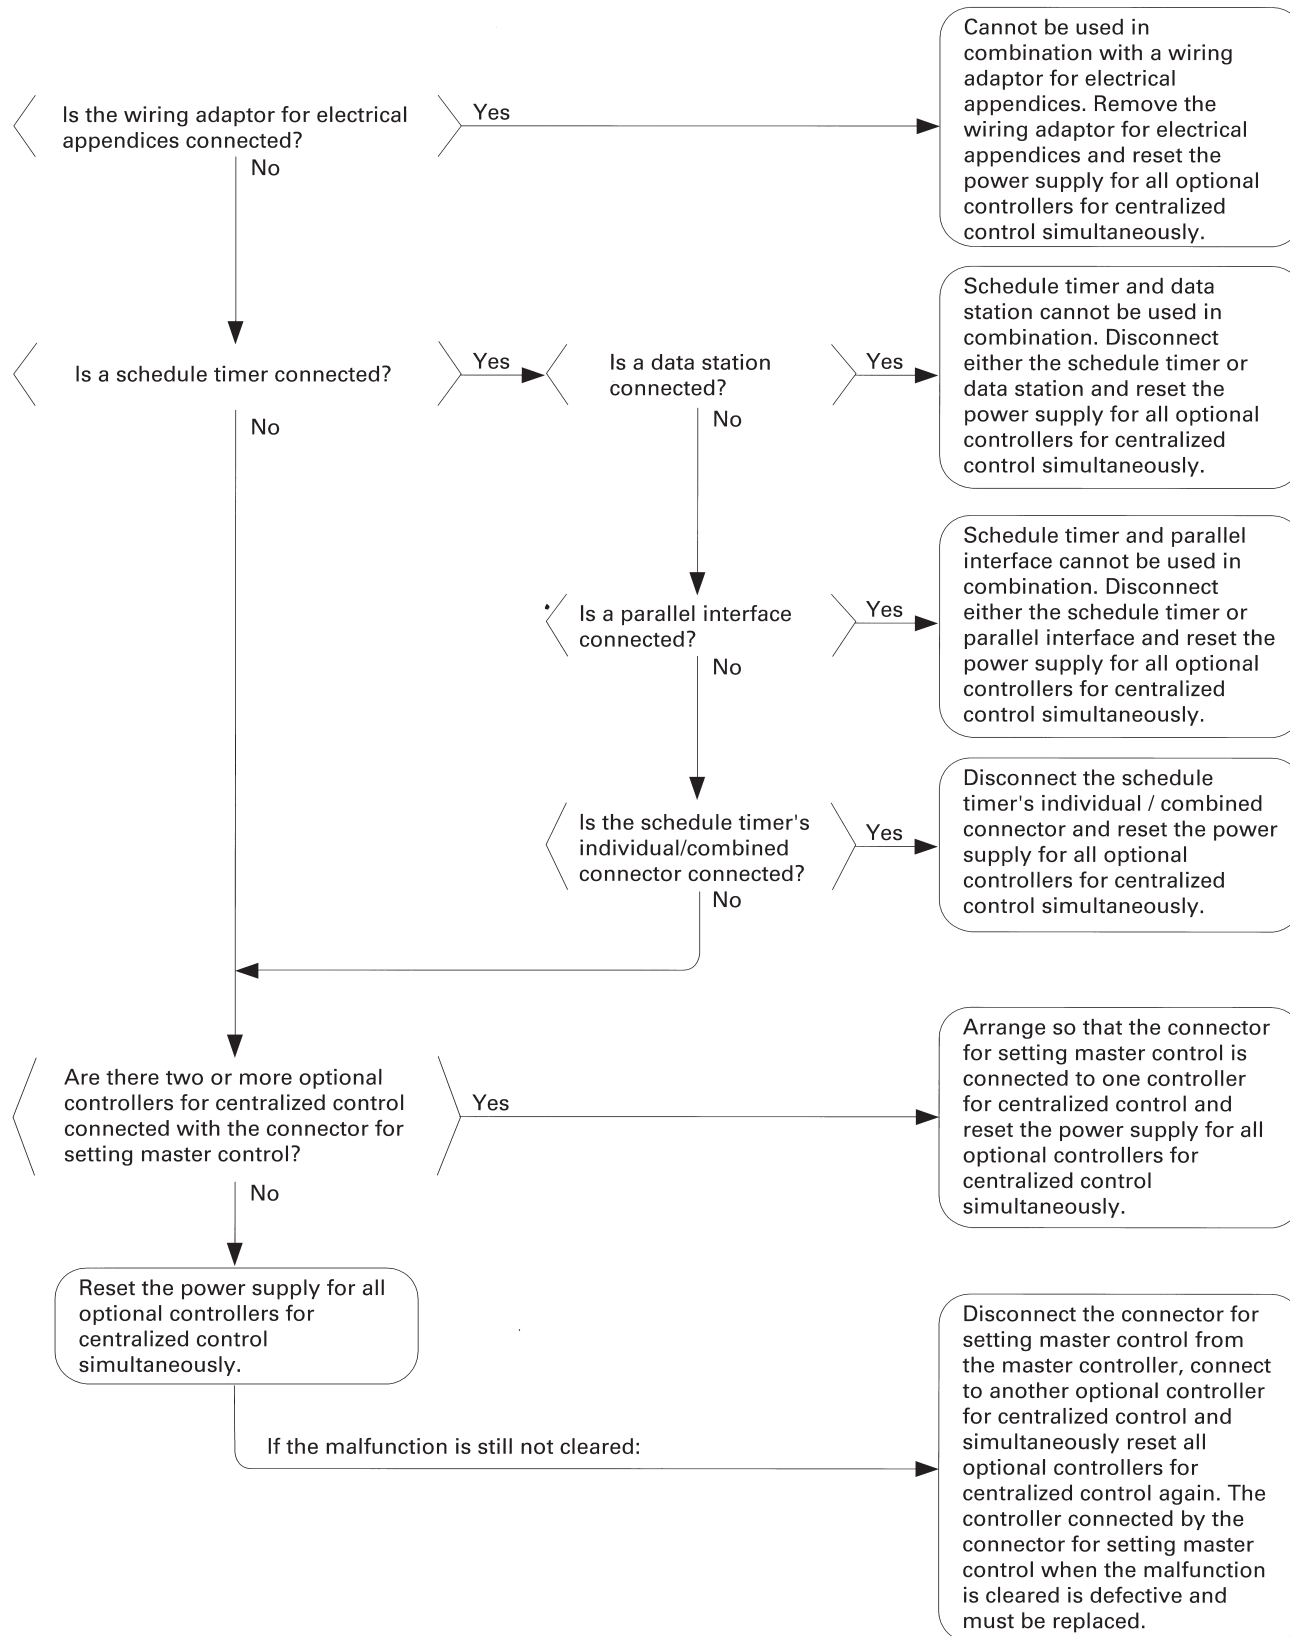 Cannot be used in
combination with a wiring
adaptor for electrical
appendices. Remove the
wiring adaptor for electrical
appendices and reset the
power supply for all optional
controllers for centralized
control simultaneously.
Is the wiring adaptor for electrical
appendices connected?
Yes
No
Schedule timer and data
station cannot be used in
combination. Disconnect
either the schedule timer or
data station and reset the
power supply for all optional
controllers for centralized
control simultaneously.
Is a schedule timer connected?
Yes
Is a data station
connected?
Yes
No
No
Schedule timer and parallel
interface cannot be used in
combination. Disconnect
either the schedule timer or
parallel interface and reset the
power supply for all optional
controllers for centralized
control simultaneously.
Is a parallel interface
connected?
Yes
No
Disconnect the schedule
timer's individual / combined
connector and reset the power
supply for all optional
controllers for centralized
control simultaneously.
Is the schedule timer's
individual/combined
connector connected?
Yes
No
Arrange so that the connector
for setting master control is
connected to one controller
for centralized control and
reset the power supply for all
optional controllers for
centralized control
simultaneously.
Are there two or more optional
controllers for centralized control
connected with the connector for
setting master control?
Yes
No
Reset the power supply for all
optional controllers for
centralized control
simultaneously.
If the malfunction is still not cleared:
Disconnect the connector for
setting master control from
the master controller, connect
to another optional controller
for centralized control and
simultaneously reset all
optional controllers for
centralized control again. The
controller connected by the
connector for setting master
control when the malfunction
is cleared is defective and
must be replaced.